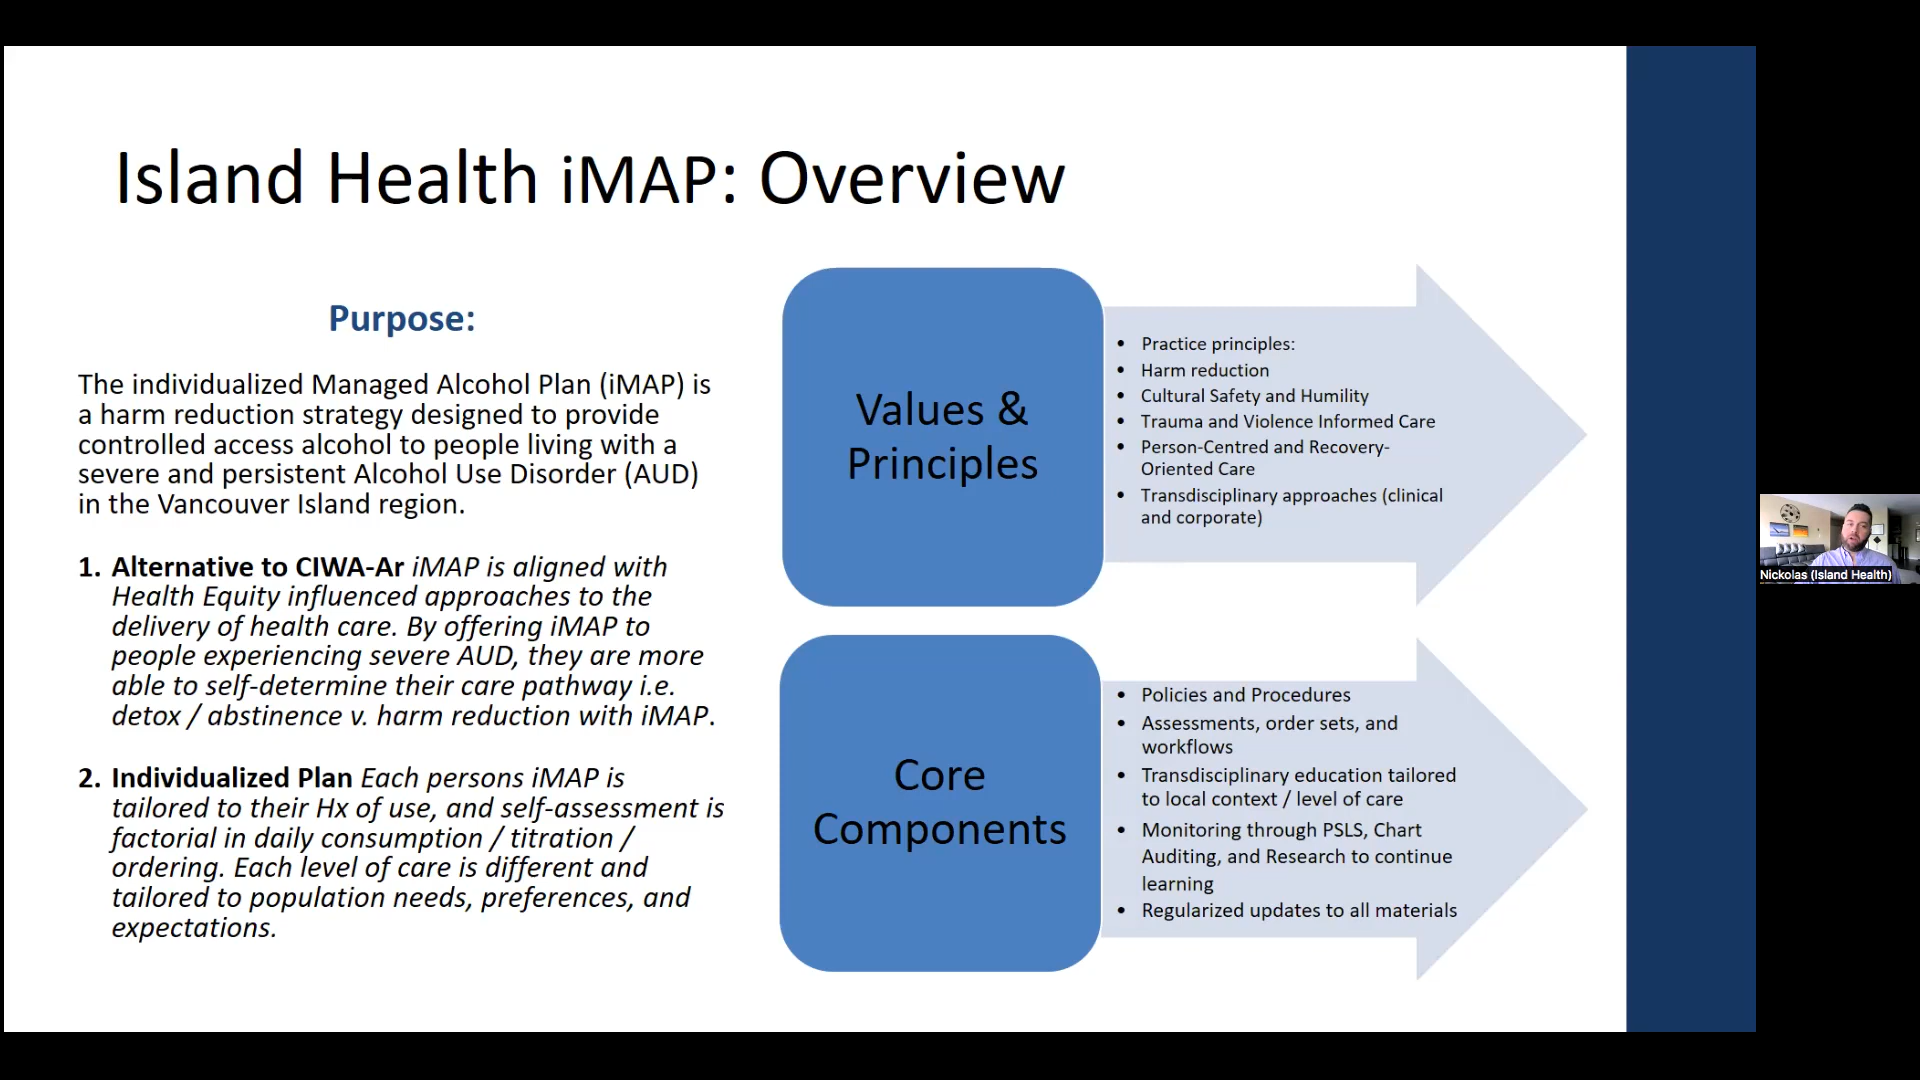 Island Health iMAP: Overview
Purpose:
The individualized Managed Alcohol Plan (iMAP) is
a harm reduction strategy designed to provide
controlled access alcohol to people living with a
severe and persistent Alcohol Use Disorder (AUD)
in the Vancouver Island region.
1. Alternative to CIWA-Ar iMAP is aligned with
Health Equity influenced approaches to the
delivery of health care. By offering iMAP to
people experiencing severe AUD, they are more
able to self-determine their care pathway i.e.
detox / abstinence v. harm reduction with iMAP.
2. Individualized Plan Each persons iMAP is
tailored to their Hx of use, and self-assessment is
factorial in daily consumption / titration /
ordering. Each level of care is different and
tailored to population needs, preferences, and
expectations.
Values &
Principles
• Practice principles:
• Harm reduction
• Cultural Safety and Humility
• Trauma and Violence Informed Care
• Person-Centred and Recovery-
Oriented Care
• Transdisciplinary approaches (clinical
and corporate)
Core
Components
• Policies and Procedures
• Assessments, order sets, and
workflows
• Transdisciplinary education tailored
to local context / level of care
• Monitoring through PSLS, Chart
Auditing, and Research to continue
learning
• Regularized updates to all materials
Nickolas (Island Health)